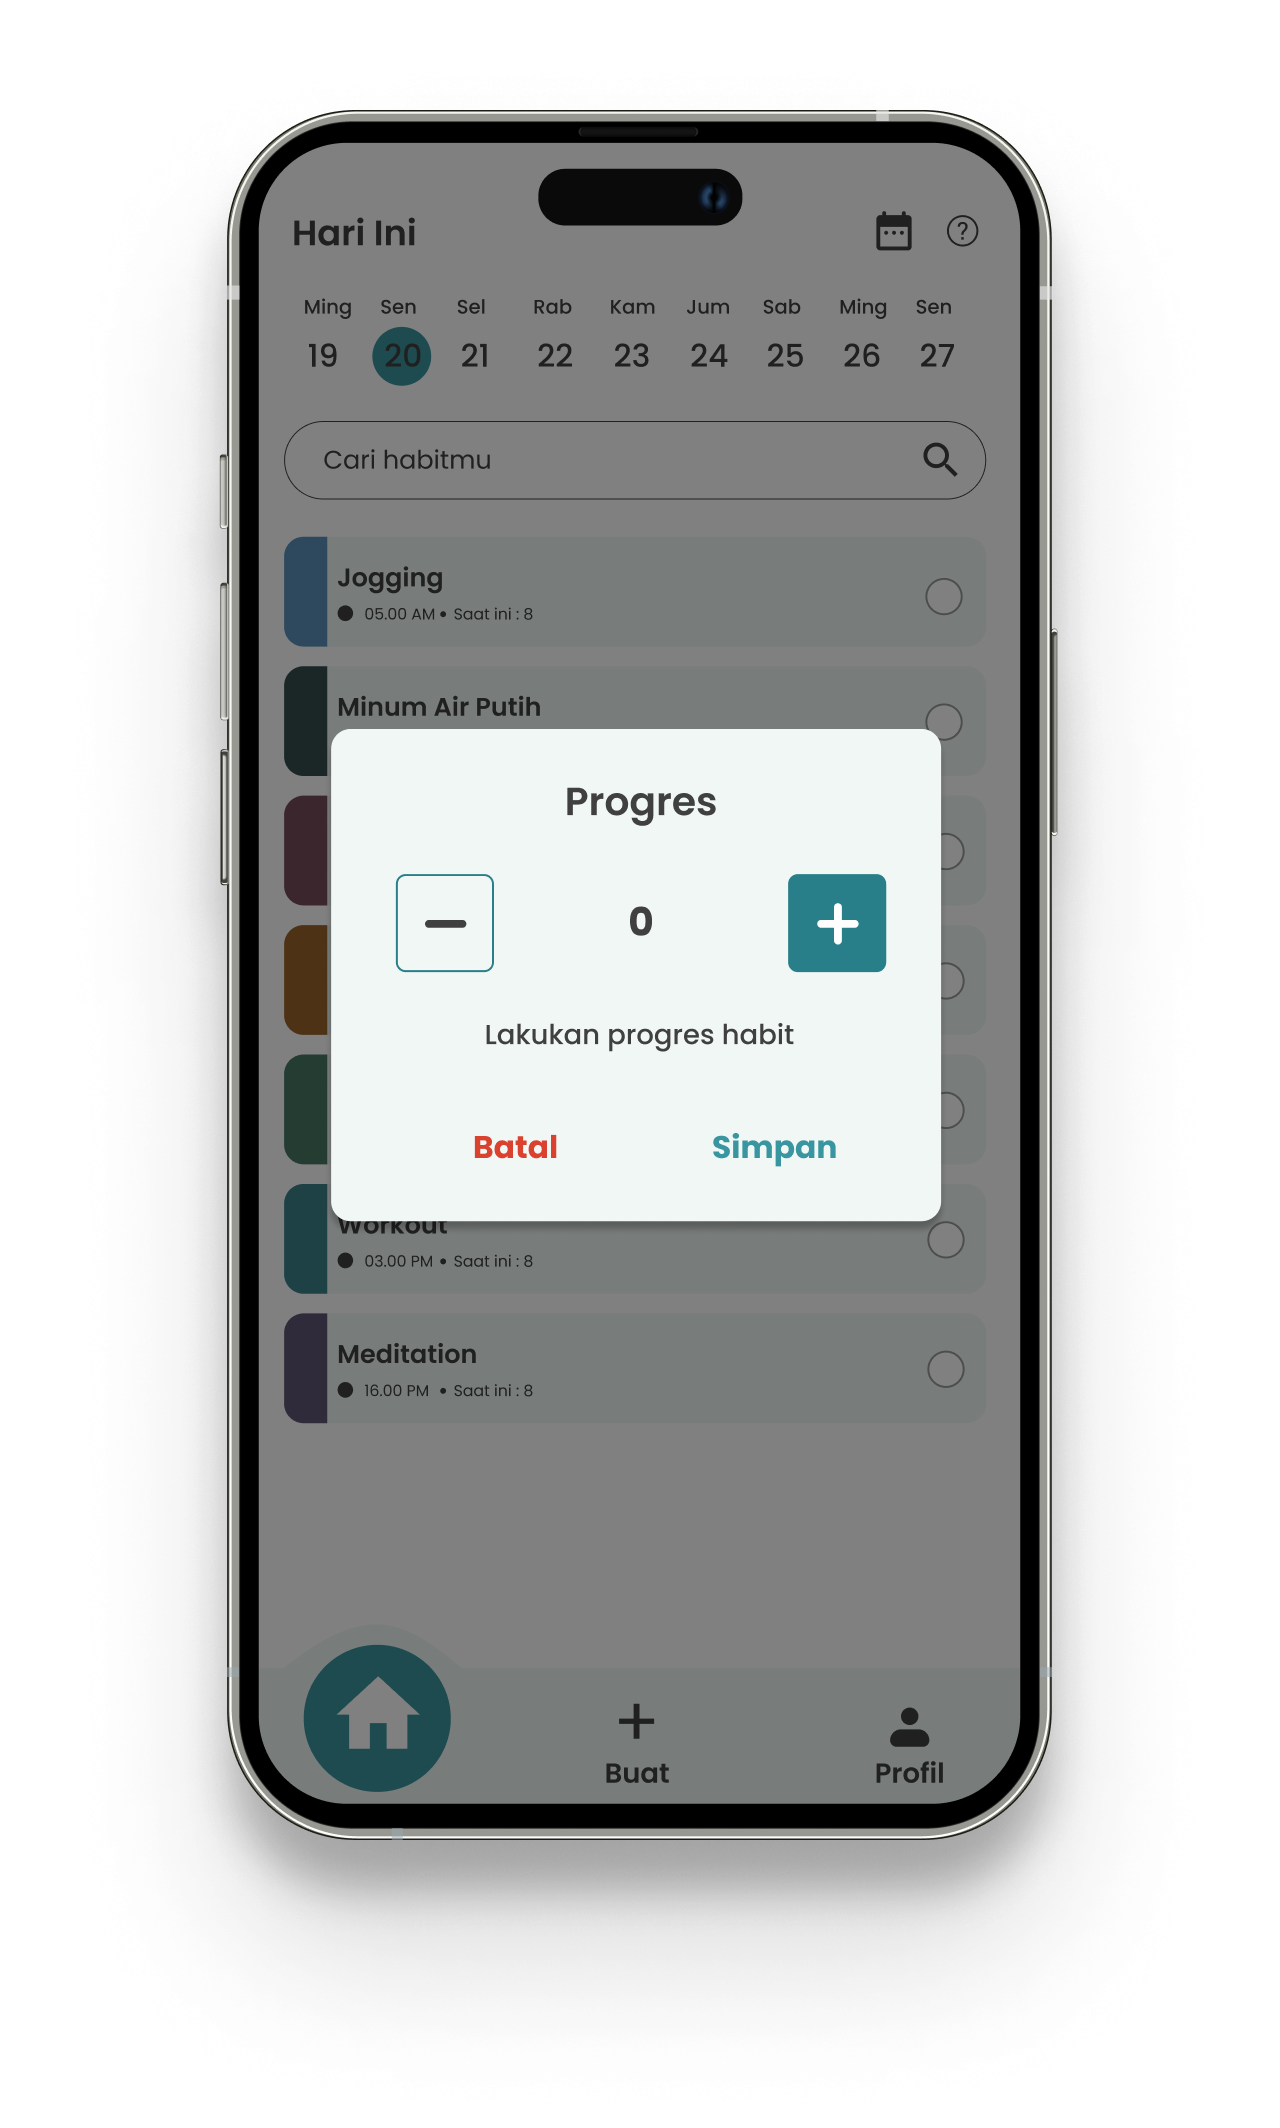 Hari Ini
Ming Sen Sel Rab Kam Jum Sab Ming Sen
19 20 21 22 23 24 25 26 27
Cari habitmu
Jogging
05.00 AM • Saat ini : 8
Minum Air Putih
Progres
0
Lakukan progres habit
Batal Simpan
Workout
03.00 PM • Saat ini : 8
Meditation
16.00 PM • Saat ini : 8
Buat Profil